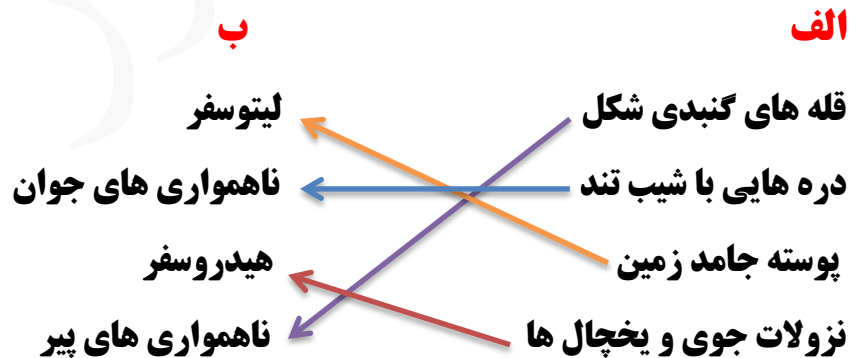 الف ب
قله های گنبدی شکل لیتوسفر
دره هایی با شیب تند ناهمواری های جوان
پوسته جامد زمین هیدروسفر
نزولات جوی و یخچال ها ناهمواری های پیر